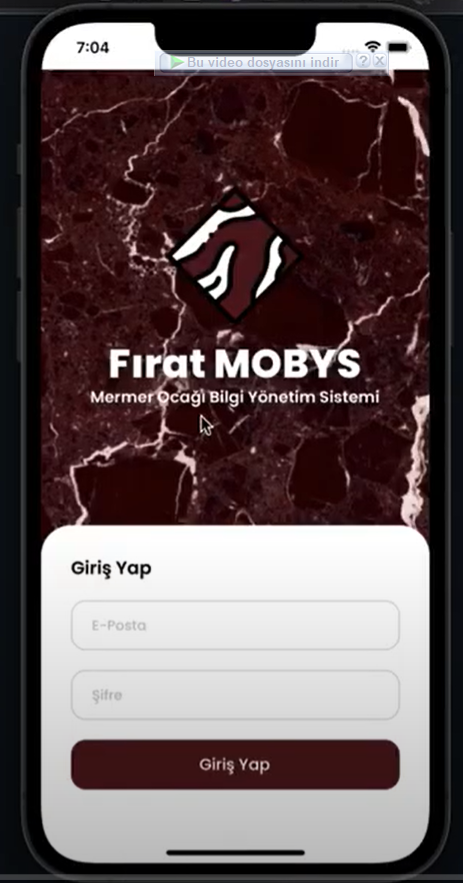 7:04
Bu video dosyasını indir ? X
Fırat MOBYS
Mermer Ocağı Bilgi Yönetim Sistemi
Giriş Yap
E-Posta
Şifre
Giriş Yap